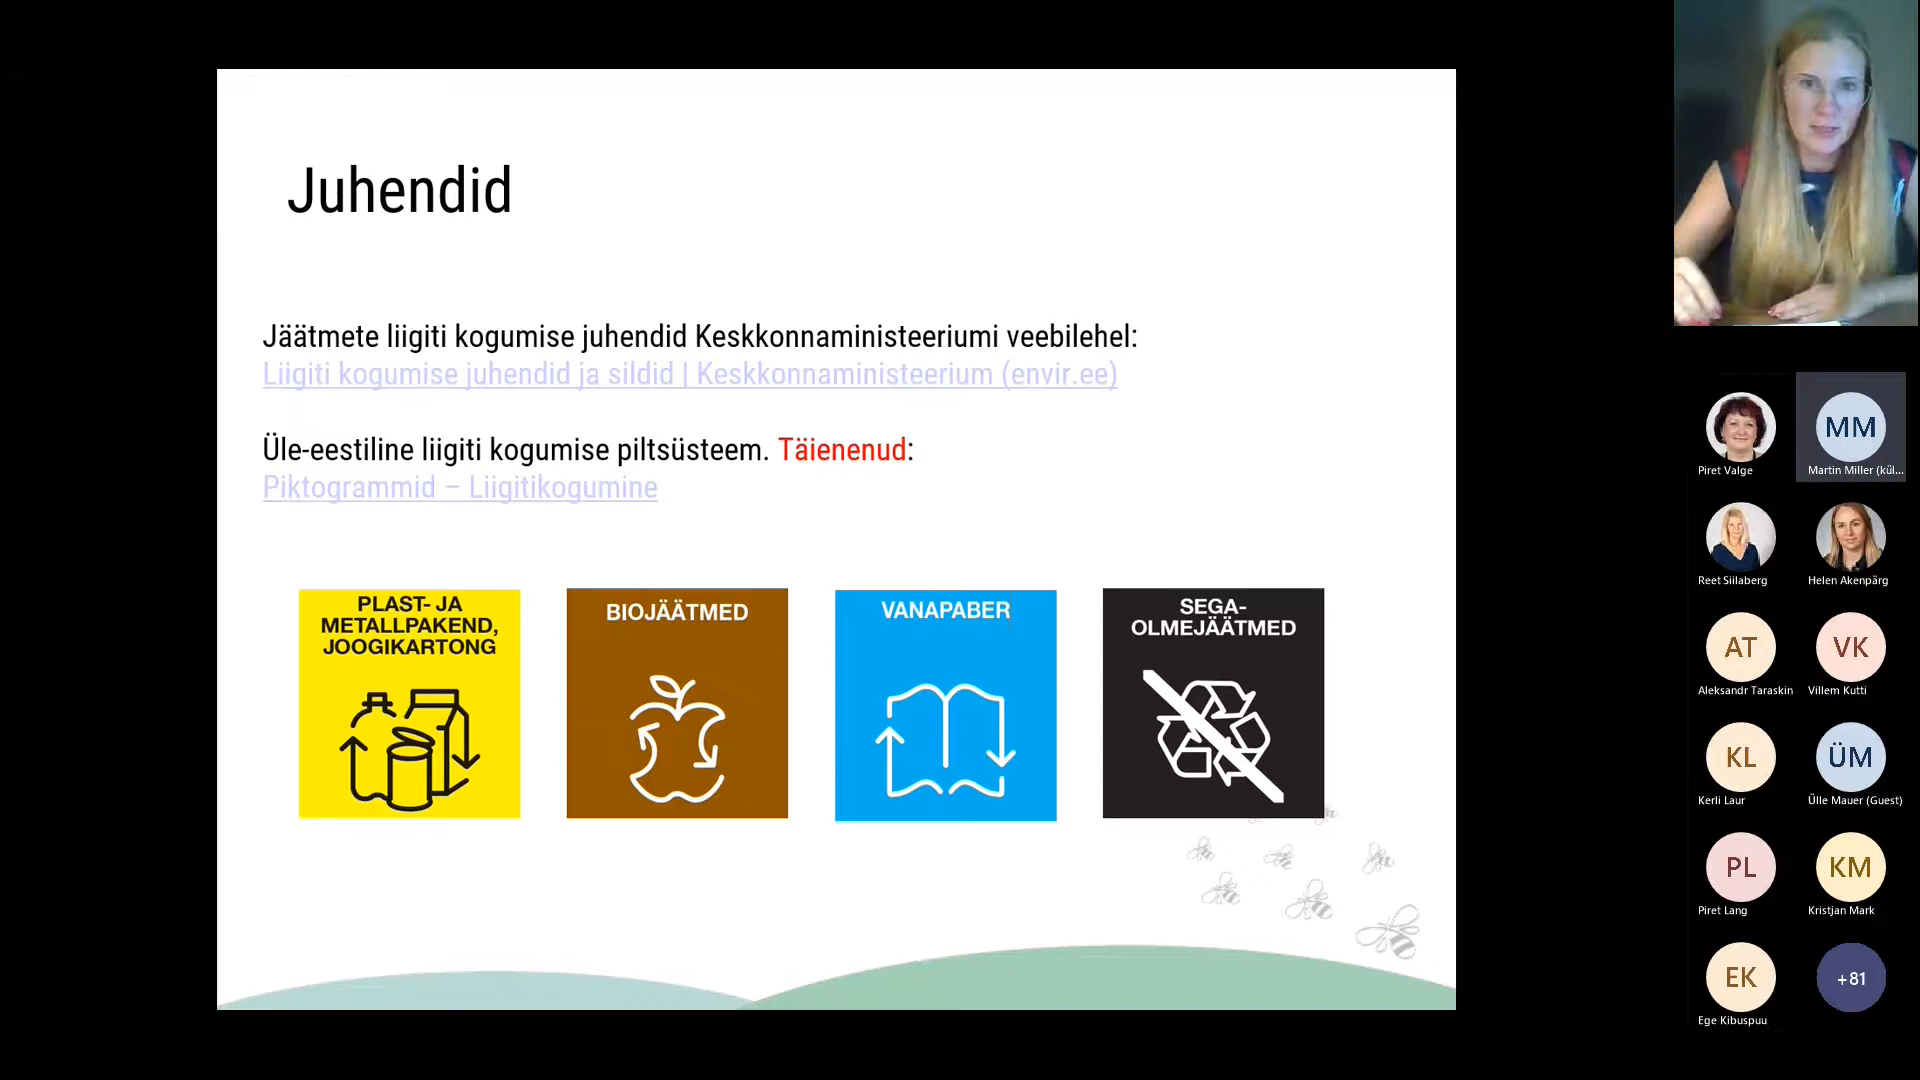 Juhendid
Jäätmete liigiti kogumise juhendid Keskkonnaministeeriumi veebilehel:
Liigiti kogumise juhendid ja sildid | Keskkonnaministeerium (envir.ee)
Üle-eestiline liigiti kogumise piltsüsteem. Täienenud:
Piktogrammid – Liigitikogumine
PLAST- JA
METALLPAKEND,
JOOGIKARTONG
BIOJÄÄTMED
VANAPABER
SEGA-
OLMEJÄÄTMED
Piret Valge
MM
Martin Miller (kül...
Reet Siilaberg
Helen Akenpärg
AT
Aleksandr Taraskin
VK
Villem Kutti
KL
Kerli Laur
ÜM
Ülle Mauer (Guest)
PL
Piret Lang
KM
Kristjan Mark
EK
Ege Kibuspuu
+81